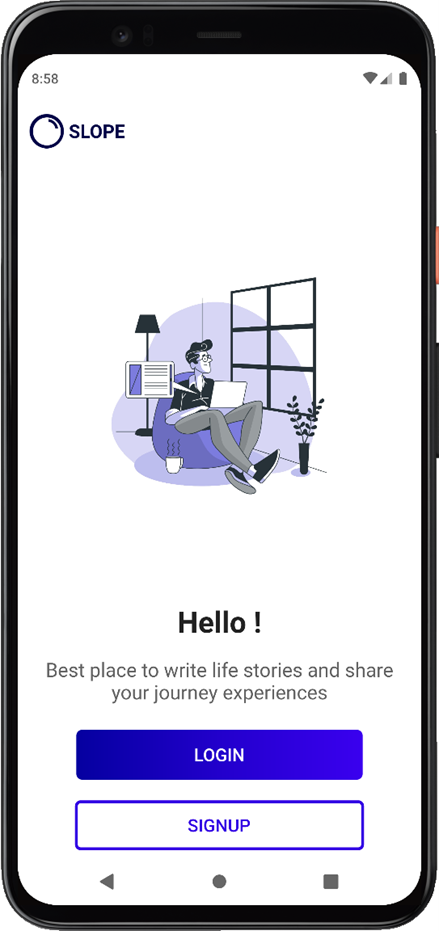 8:58
SLOPE
Hello !
Best place to write life stories and share
your journey experiences
LOGIN
SIGNUP